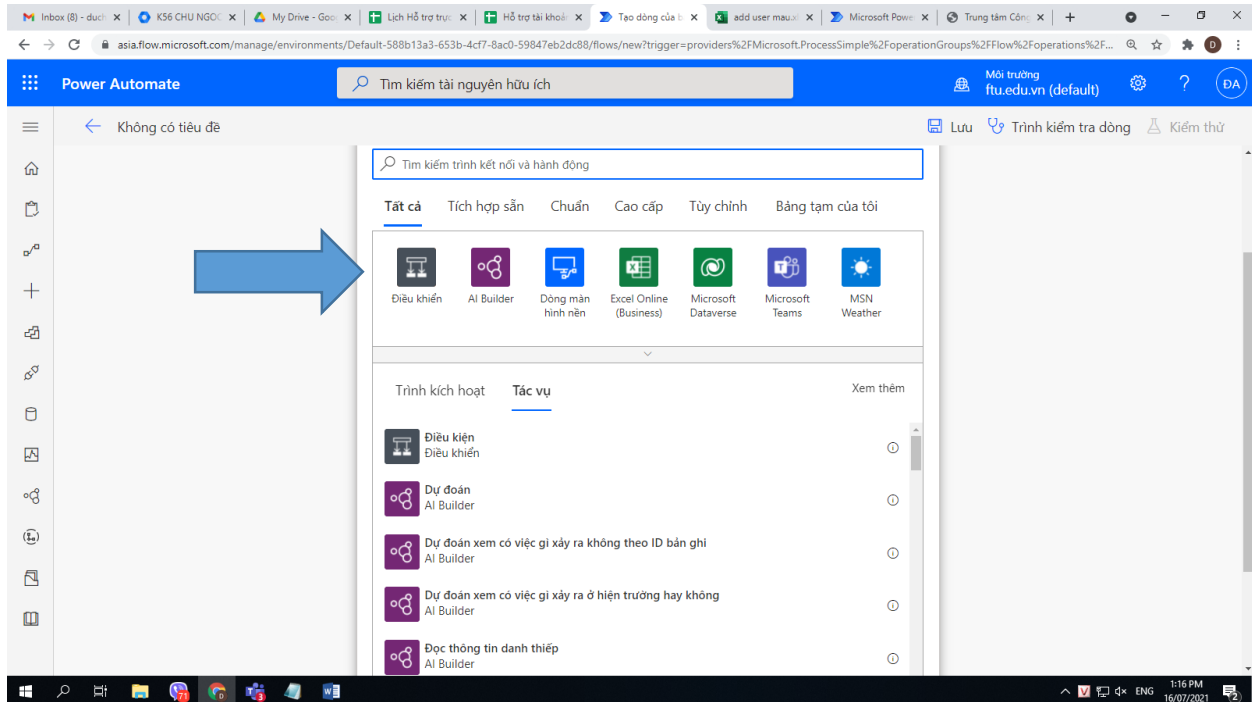 Inbox (8) - duch
K56 CHU NGOC
My Drive - Goo
Lịch Hỗ trợ trực
Hỗ trợ tài khoản
Tạo dòng của b
add user mau.x
Microsoft Power
Trung tâm Công
asia.flow.microsoft.com/manage/environments/Default-588b13a3-653b-4cf7-8ac0-59847eb2dc88/flows/new?trigger=providers%2FMicrosoft.ProcessSimple%2FoperationGroups%2FFlow%2Foperations%2F...
D
Power Automate
Tìm kiếm tài nguyên hữu ích
Môi trường
ftu.edu.vn (default)
?
ĐA
Không có tiêu đề
Lưu
Trình kiểm tra dòng
Kiểm thử
Tìm kiếm trình kết nối và hành động
Tất cả
Tích hợp sẵn
Chuẩn
Cao cấp
Tùy chỉnh
Bảng tạm của tôi
Điều khiển
AI Builder
Dòng màn
hình nền
Excel Online
(Business)
Microsoft
Dataverse
Microsoft
Teams
MSN
Weather
Trình kích hoạt
Tác vụ
Xem thêm
Điều kiện
Điều khiển
Dự đoán
AI Builder
Dự đoán xem có việc gì xảy ra không theo ID bản ghi
AI Builder
Dự đoán xem có việc gì xảy ra ở hiện trường hay không
AI Builder
Đọc thông tin danh thiếp
AI Builder
71
3
V
ENG
1:16 PM
16/07/2021
2